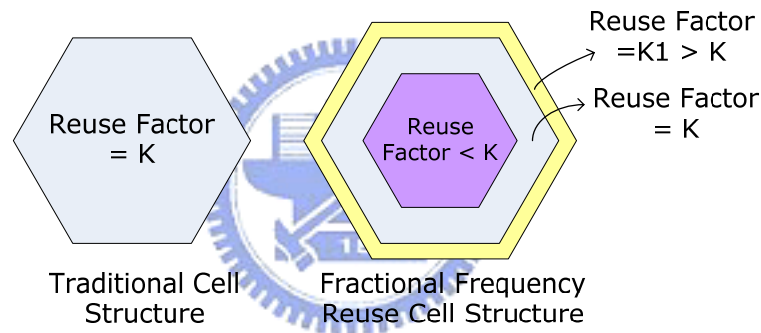 Reuse Factor
= K
Reuse
Factor < K
Reuse Factor
=K1 > K
Reuse Factor
= K
Traditional Cell
Structure
Fractional Frequency
Reuse Cell Structure